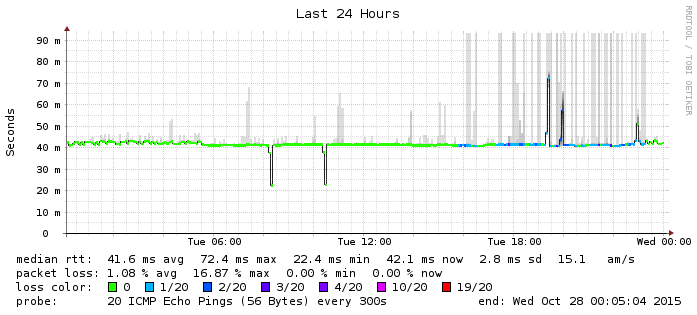 Last 24 Hours
RRDTOOL / TOBI OETIKER
Seconds
90 m
80 m
70 m
60 m
50 m
40 m
30 m
20 m
10 m
0
Tue 06:00 Tue 12:00 Tue 18:00 Wed 00:00
median rtt: 41.6 ms avg 72.4 ms max 22.4 ms min 42.1 ms now 2.8 ms sd 15.1 am/s
packet loss: 1.08 % avg 16.87 % max 0.00 % min 0.00 % now
loss color: 0 1/20 2/20 3/20 4/20 10/20 19/20
probe: 20 ICMP Echo Pings (56 Bytes) every 300s end: Wed Oct 28 00:05:04 2015